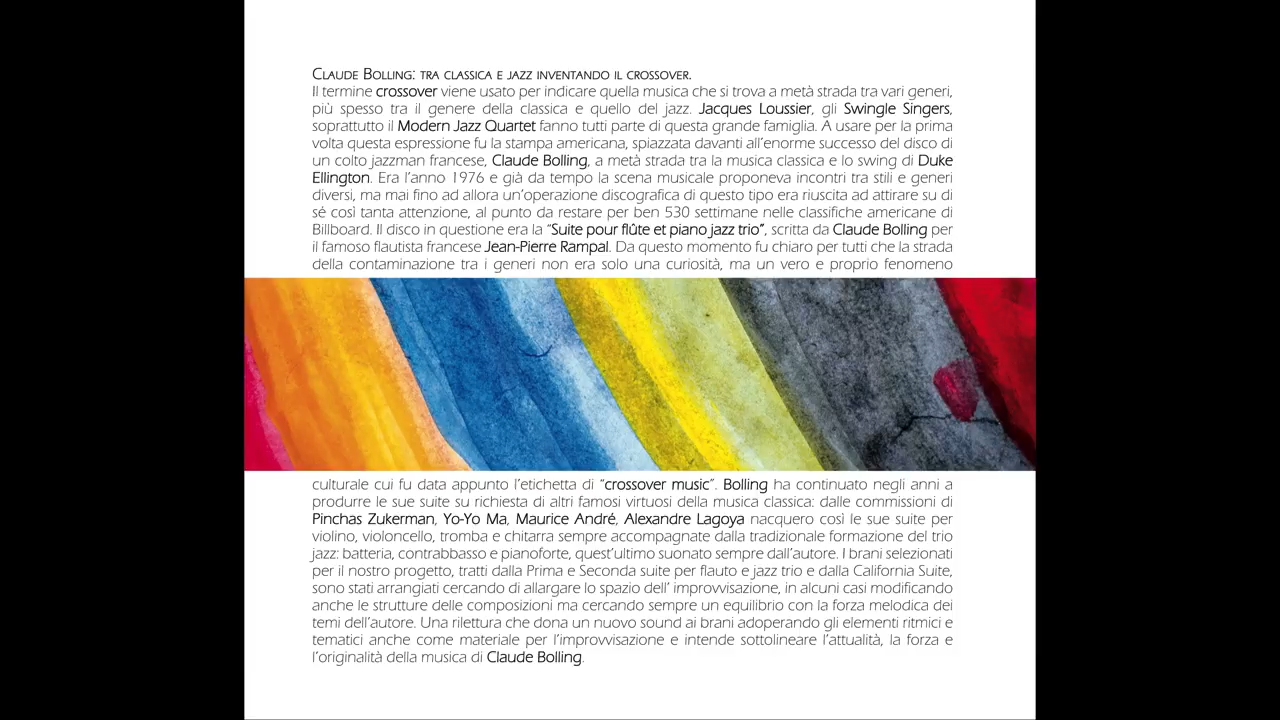 CLAUDE BOLLING: TRA CLASSICA E JAZZ INVENTANDO IL CROSSOVER.
Il termine crossover viene usato per indicare quella musica che si trova a metà strada tra vari generi,
più spesso tra il genere della classica e quello del jazz. Jacques Loussier, gli Swingle Singers,
soprattutto il Modern Jazz Quartet fanno tutti parte di questa grande famiglia. A usare per la prima
volta questa espressione fu la stampa americana, spiazzata davanti all'enorme successo del disco di
un colto jazzman francese, Claude Bolling, a metà strada tra la musica classica e lo swing di Duke
Ellington. Era l'anno 1976 e già da tempo la scena musicale proponeva incontri tra stili e generi
diversi, ma mai fino ad allora un'operazione discografica di questo tipo era riuscita ad attirare su di
sé così tanta attenzione, al punto da restare per ben 530 settimane nelle classifiche americane di
Billboard. Il disco in questione era la "Suite pour flûte et piano jazz trio", scritta da Claude Bolling per
il famoso flautista francese Jean-Pierre Rampal. Da questo momento fu chiaro per tutti che la strada
della contaminazione tra i generi non era solo una curiosità, ma un vero e proprio fenomeno
culturale cui fu data appunto l'etichetta di "crossover music". Bolling ha continuato negli anni a
produrre le sue suite su richiesta di altri famosi virtuosi della musica classica: dalle commissioni di
Pinchas Zukerman, Yo-Yo Ma, Maurice André, Alexandre Lagoya nacquero così le sue suite per
violino, violoncello, tromba e chitarra sempre accompagnate dalla tradizionale formazione del trio
jazz: batteria, contrabbasso e pianoforte, quest'ultimo suonato sempre dall'autore. I brani selezionati
per il nostro progetto, tratti dalla Prima e Seconda suite per flauto e jazz trio e dalla California Suite,
sono stati arrangiati cercando di allargare lo spazio dell' improvvisazione, in alcuni casi modificando
anche le strutture delle composizioni ma cercando sempre un equilibrio con la forza melodica dei
temi dell'autore. Una rilettura che dona un nuovo sound ai brani adoperando gli elementi ritmici e
tematici anche come materiale per l'improvvisazione e intende sottolineare l'attualità, la forza e
l'originalità della musica di Claude Bolling.